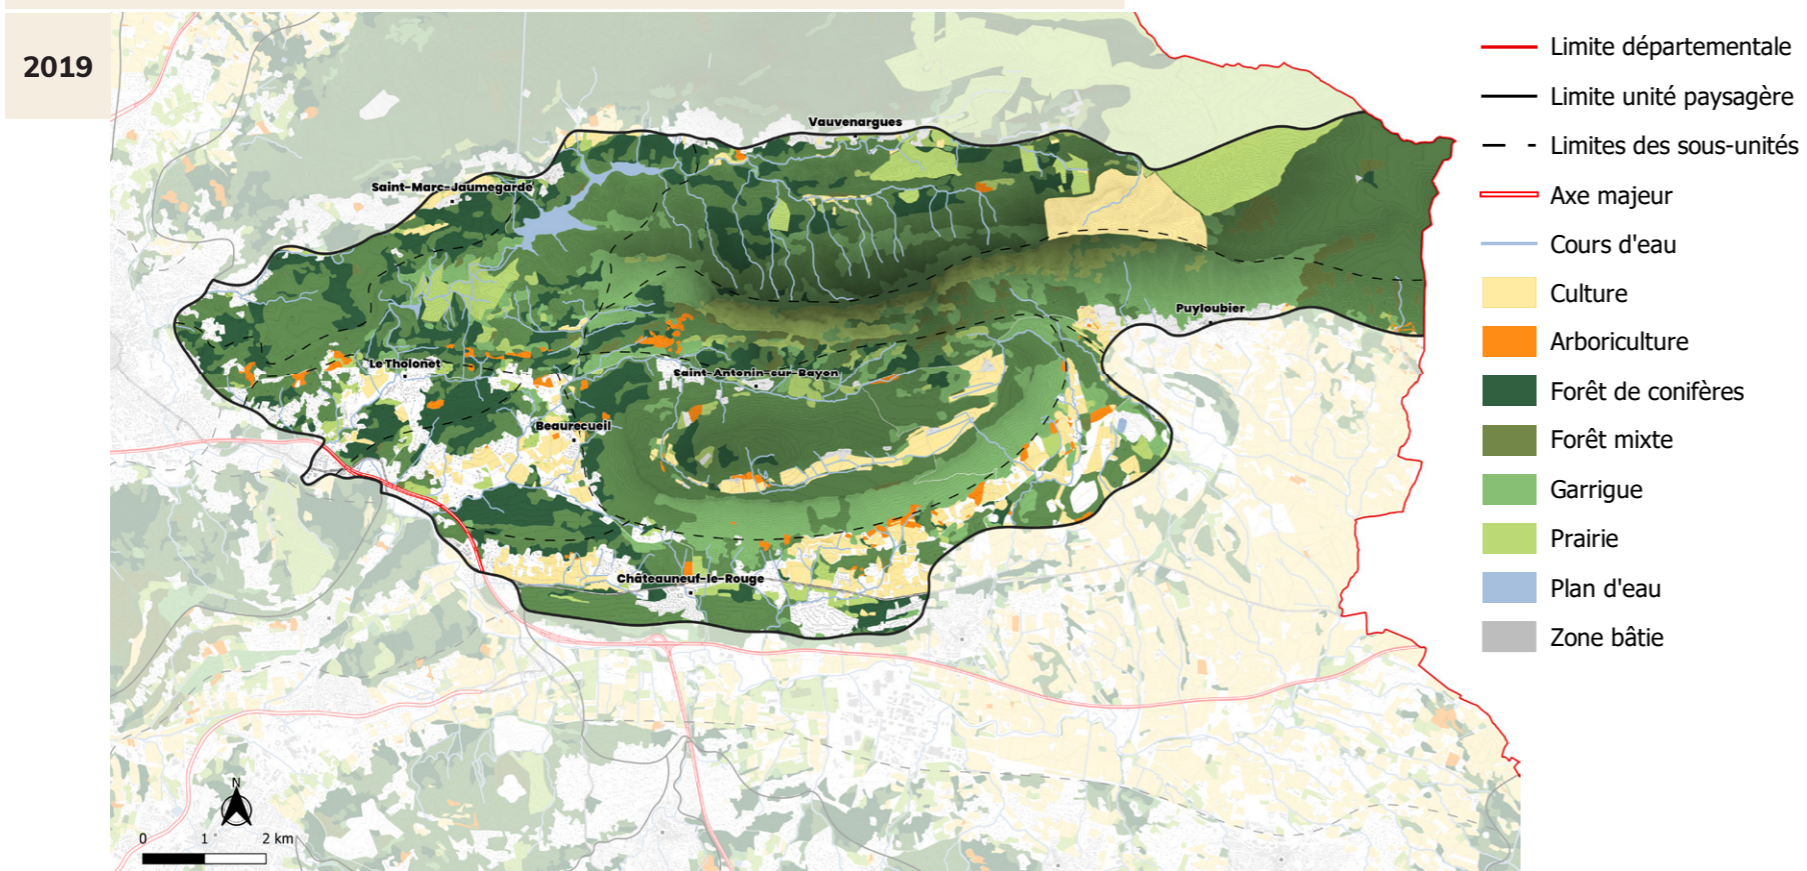 2019
Limite départementale
Limite unité paysagère
Limites des sous-unités
Axe majeur
Cours d'eau
Culture
Arboriculture
Forêt de conifères
Forêt mixte
Garrigue
Prairie
Plan d'eau
Zone bâtie
Vauvenargues
Saint-Marc-Jaumegarde
Puyloubier
Le Tholonet
Saint-Antonin-sur-Bayon
Beaurecueil
Châteauneuf-le-Rouge
N
0 1 2 km